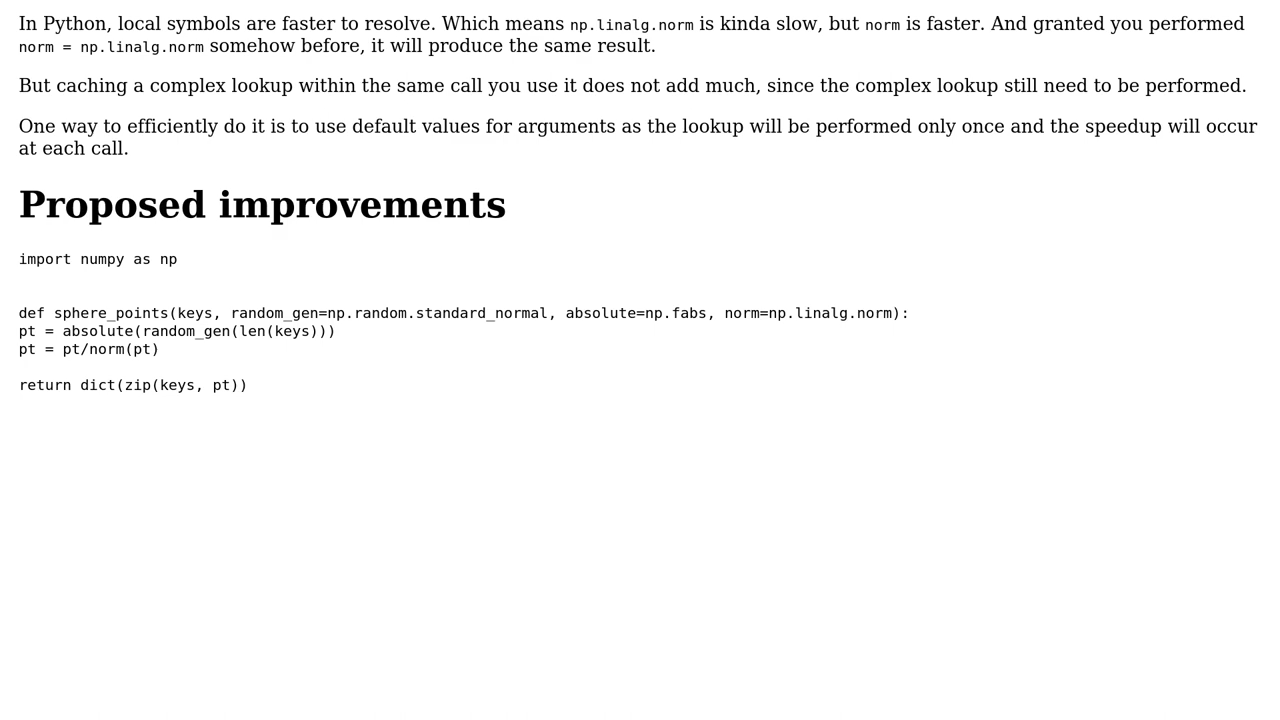 In Python, local symbols are faster to resolve. Which means np.linalg.norm is kinda slow, but norm is faster. And granted you performed
norm = np.linalg.norm somehow before, it will produce the same result.
But caching a complex lookup within the same call you use it does not add much, since the complex lookup still need to be performed.
One way to efficiently do it is to use default values for arguments as the lookup will be performed only once and the speedup will occur
at each call.
Proposed improvements
import numpy as np
def sphere_points(keys, random_gen=np.random.standard_normal, absolute=np.fabs, norm=np.linalg.norm):
pt = absolute(random_gen(len(keys)))
pt = pt/norm(pt)
return dict(zip(keys, pt))